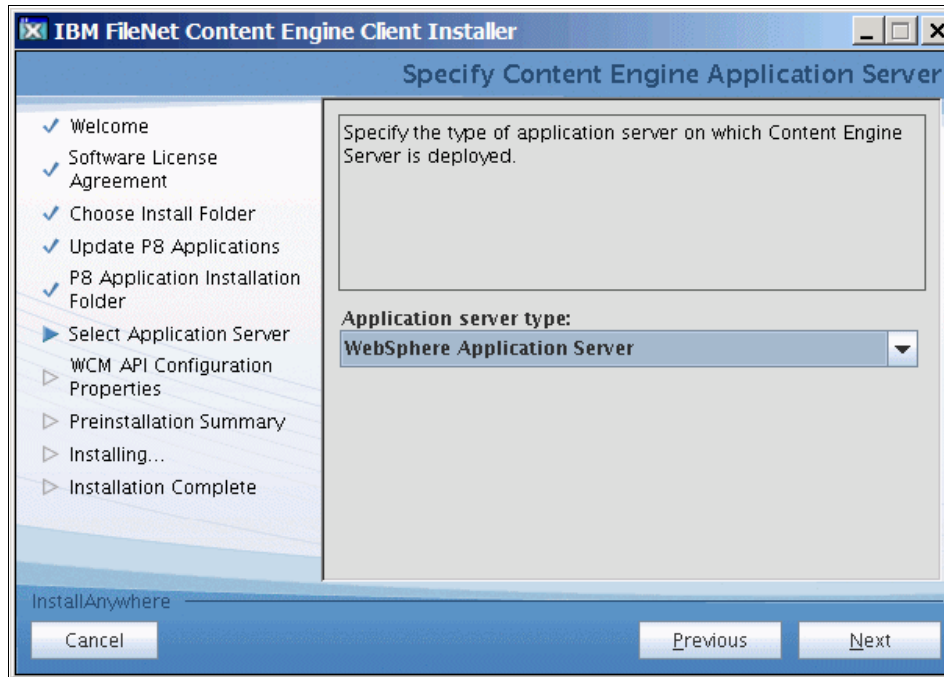 IBM FileNet Content Engine Client Installer
Specify Content Engine Application Server
Welcome
Software License
Agreement
Choose Install Folder
Update P8 Applications
P8 Application Installation
Folder
Select Application Server
WCM API Configuration
Properties
Preinstallation Summary
Installing...
Installation Complete
Specify the type of application server on which Content Engine
Server is deployed.
Application server type:
WebSphere Application Server
InstallAnywhere
Cancel
Previous
Next